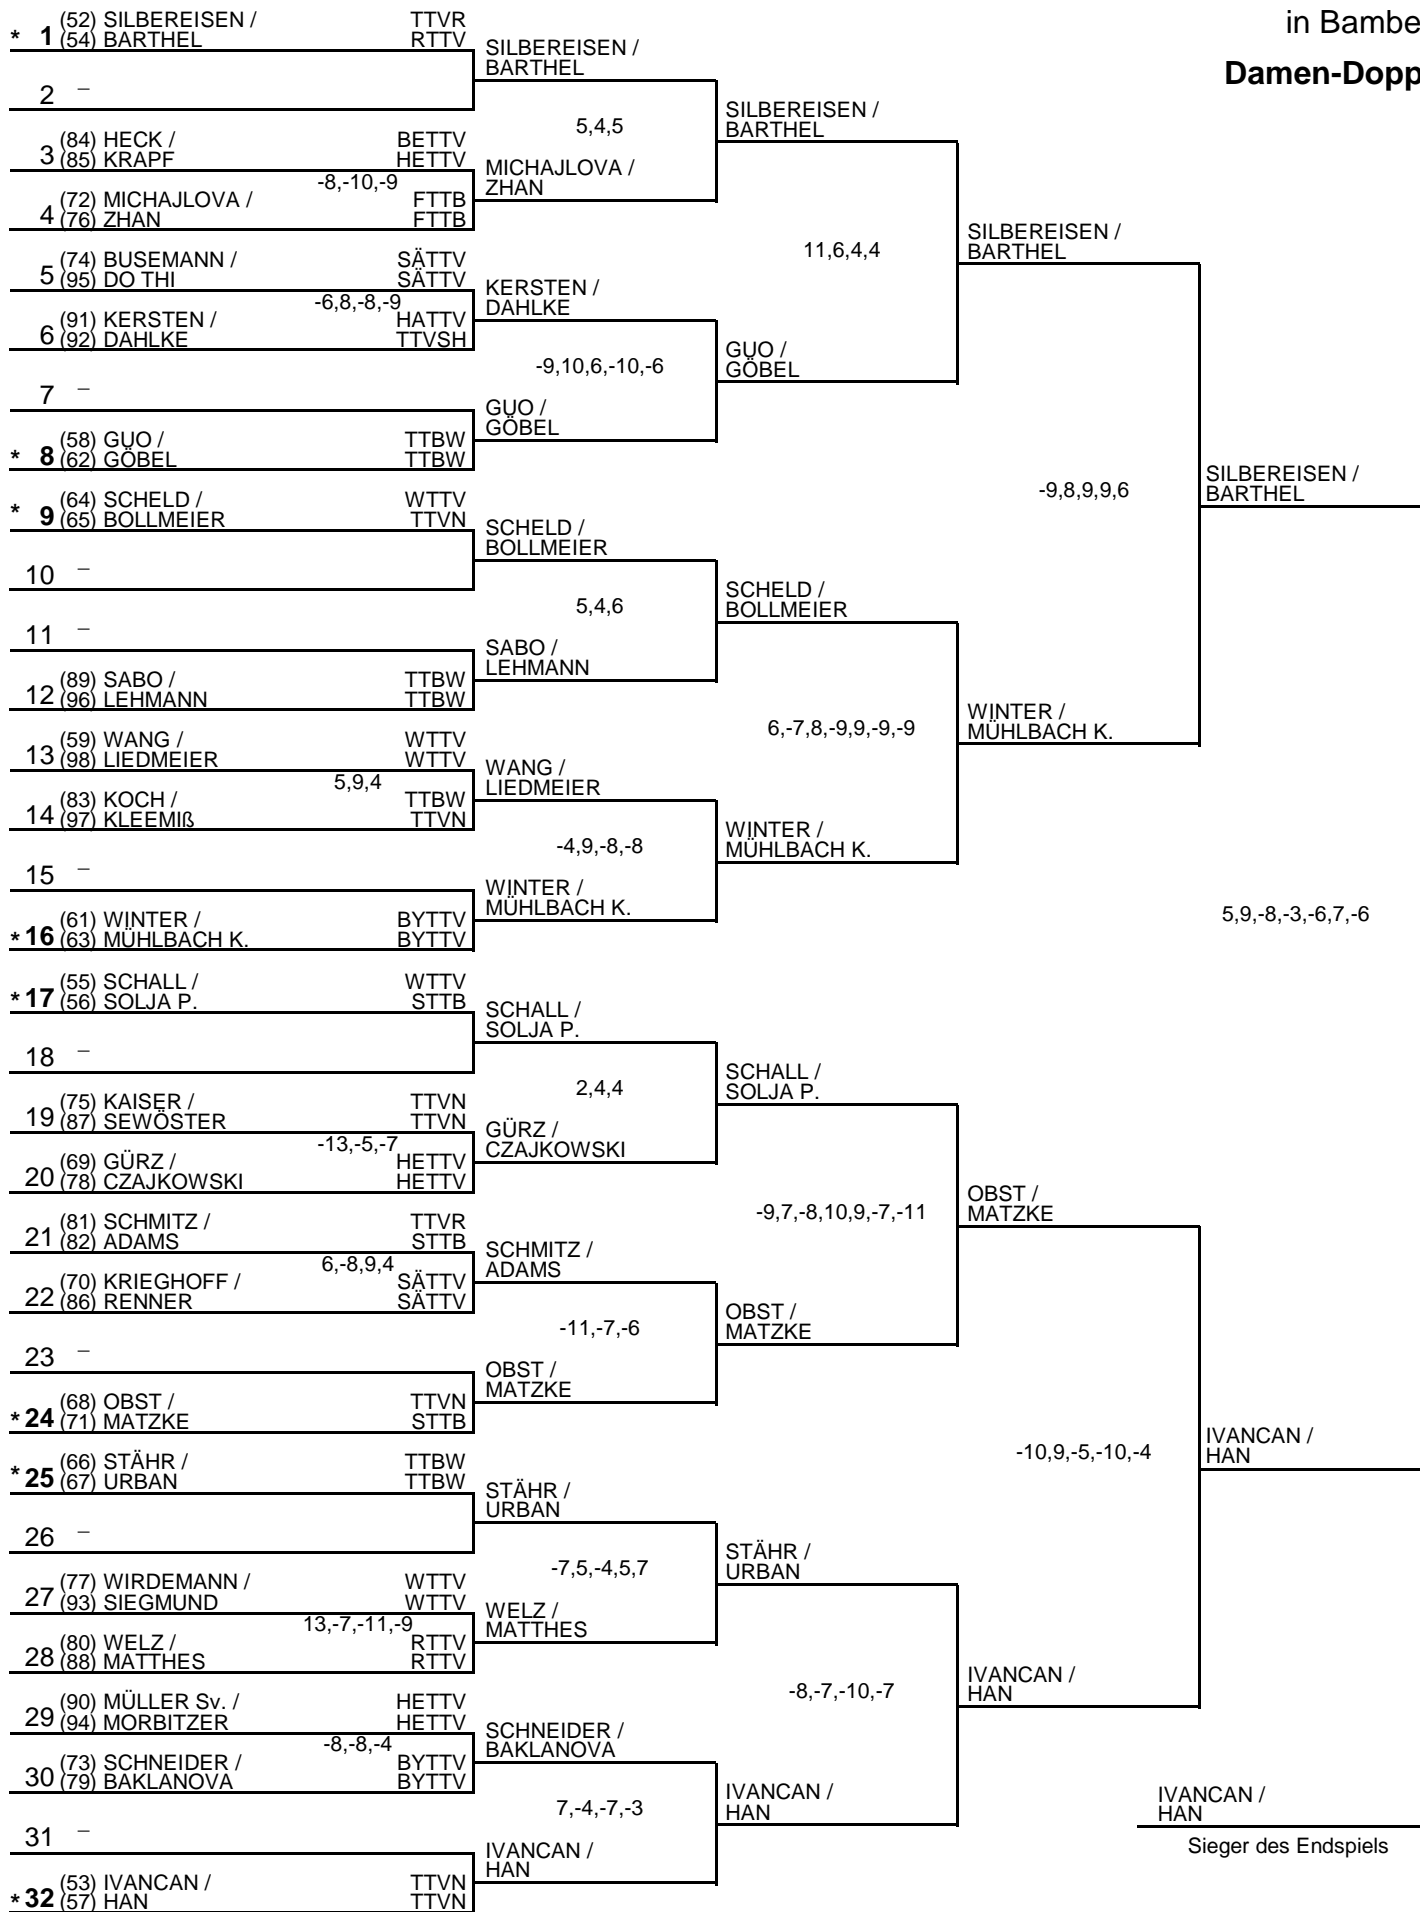 in Bambe
Damen-Dopp
* 1 (52) SILBEREISEN / TTVR
(54) BARTHEL RTTV
2 –
3 (84) HECK / BETTV
(85) KRAPF HETTV
-8,-10,-9
4 (72) MICHAJLOVA / FTTB
(76) ZHAN FTTB
5 (74) BUSEMANN / SÄTTV
(95) DO THI SÄTTV
-6,8,-8,-9
6 (91) KERSTEN / HATTV
(92) DAHLKE TTVSH
7 –
* 8 (58) GUO / TTBW
(62) GÖBEL TTBW
* 9 (64) SCHELD / WTTV
(65) BOLLMEIER TTVN
10 –
11 –
12 (89) SABO / TTBW
(96) LEHMANN TTBW
13 (59) WANG / WTTV
(98) LIEDMEIER WTTV
5,9,4
14 (83) KOCH / TTBW
(97) KLEEMIß TTVN
15 –
* 16 (61) WINTER / BYTTV
(63) MÜHLBACH K. BYTTV
* 17 (55) SCHALL / WTTV
(56) SOLJA P. STTB
18 –
19 (75) KAISER / TTVN
(87) SEWÖSTER TTVN
-13,-5,-7
20 (69) GÜRZ / HETTV
(78) CZAJKOWSKI HETTV
21 (81) SCHMITZ / TTVR
(82) ADAMS STTB
6,-8,9,4
22 (70) KRIEGHOFF / SÄTTV
(86) RENNER SÄTTV
23 –
* 24 (68) OBST / TTVN
(71) MATZKE STTB
* 25 (66) STÄHR / TTBW
(67) URBAN TTBW
26 –
27 (77) WIRDEMANN / WTTV
(93) SIEGMUND WTTV
13,-7,-11,-9
28 (80) WELZ / RTTV
(88) MATTHES RTTV
29 (90) MÜLLER Sv. / HETTV
(94) MORBITZER HETTV
-8,-8,-4
30 (73) SCHNEIDER / BYTTV
(79) BAKLANOVA BYTTV
31 –
* 32 (53) IVANCAN / TTVN
(57) HAN TTVN
SILBEREISEN /
BARTHEL
5,4,5
MICHAJLOVA /
ZHAN
KERSTEN /
DAHLKE
-9,10,6,-10,-6
GUO /
GÖBEL
SCHELD /
BOLLMEIER
5,4,6
SABO /
LEHMANN
WANG /
LIEDMEIER
-4,9,-8,-8
WINTER /
MÜHLBACH K.
SCHALL /
SOLJA P.
2,4,4
GÜRZ /
CZAJKOWSKI
SCHMITZ /
ADAMS
-11,-7,-6
OBST /
MATZKE
STÄHR /
URBAN
-7,5,-4,5,7
WELZ /
MATTHES
SCHNEIDER /
BAKLANOVA
7,-4,-7,-3
IVANCAN /
HAN
SILBEREISEN /
BARTHEL
11,6,4,4
GUO /
GÖBEL
SCHELD /
BOLLMEIER
6,-7,8,-9,9,-9,-9
WINTER /
MÜHLBACH K.
SCHALL /
SOLJA P.
-9,7,-8,10,9,-7,-11
OBST /
MATZKE
STÄHR /
URBAN
-8,-7,-10,-7
IVANCAN /
HAN
SILBEREISEN /
BARTHEL
-9,8,9,9,6
WINTER /
MÜHLBACH K.
OBST /
MATZKE
-10,9,-5,-10,-4
IVANCAN /
HAN
SILBEREISEN /
BARTHEL
5,9,-8,-3,-6,7,-6
IVANCAN /
HAN
IVANCAN /
HAN
Sieger des Endspiels